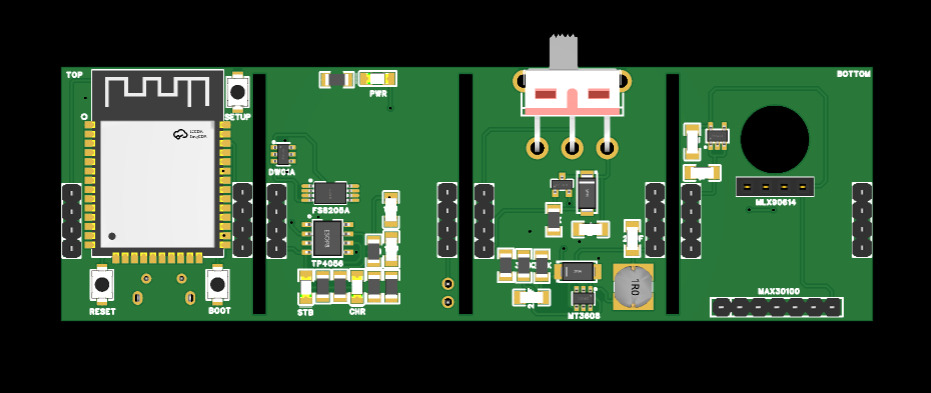 TOP
BOTTOM
PWR
SETUP
DW01A
FS8205A
TP4056
MLX90614
MAX30100
1R0
RESET
BOOT
STB
CHR
MT3608